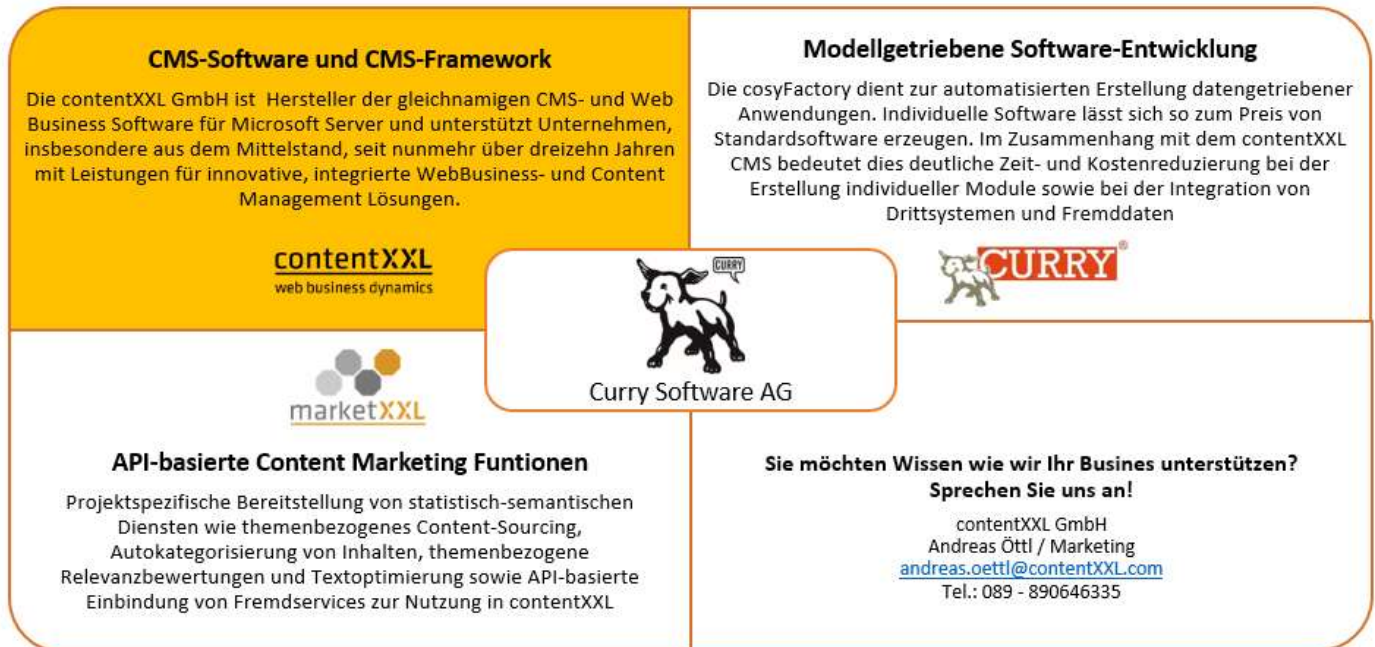 CMS-Software und CMS-Framework
Die contentXXL GmbH ist Hersteller der gleichnamigen CMS- und Web
Business Software für Microsoft Server und unterstützt Unternehmen,
insbesondere aus dem Mittelstand, seit nunmehr über dreizehn Jahren
mit Leistungen für innovative, integrierte WebBusiness- und Content
Management Lösungen.
contentXXL
web business dynamics
Modellgetriebene Software-Entwicklung
Die cosyFactory dient zur automatisierten Erstellung datengetriebener
Anwendungen. Individuelle Software lässt sich so zum Preis von
Standardsoftware erzeugen. Im Zusammenhang mit dem contentXXL
CMS bedeutet dies deutliche Zeit- und Kostenreduzierung bei der
Erstellung individueller Module sowie bei der Integration von
Drittsystemen und Fremddaten
CURRY®
CURRY
Curry Software AG
marketXXL
API-basierte Content Marketing Funtionen
Projektspezifische Bereitstellung von statistisch-semantischen
Diensten wie themenbezogenes Content-Sourcing,
Autokategorisierung von Inhalten, themenbezogene
Relevanzbewertungen und Textoptimierung sowie API-basierte
Einbindung von Fremdservices zur Nutzung in contentXXL
Sie möchten Wissen wie wir Ihr Busines unterstützen?
Sprechen Sie uns an!
contentXXL GmbH
Andreas Öttl / Marketing
andreas.oettl@contentXXL.com
Tel.: 089 - 890646335